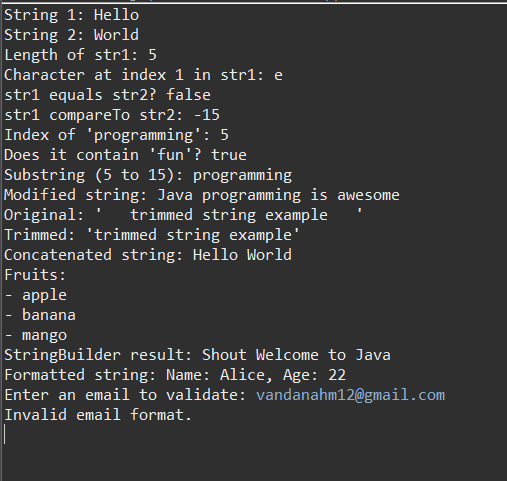 String 1: Hello
String 2: World
Length of str1: 5
Character at index 1 in str1: e
str1 equals str2? false
str1 compareTo str2: -15
Index of 'programming': 5
Does it contain 'fun'? true
Substring (5 to 15): programming
Modified string: Java programming is awesome
Original: '   trimmed string example   '
Trimmed: 'trimmed string example'
Concatenated string: Hello World
Fruits:
- apple
- banana
- mango
StringBuilder result: Shout Welcome to Java
Formatted string: Name: Alice, Age: 22
Enter an email to validate: vandanahm12@gmail.com
Invalid email format.